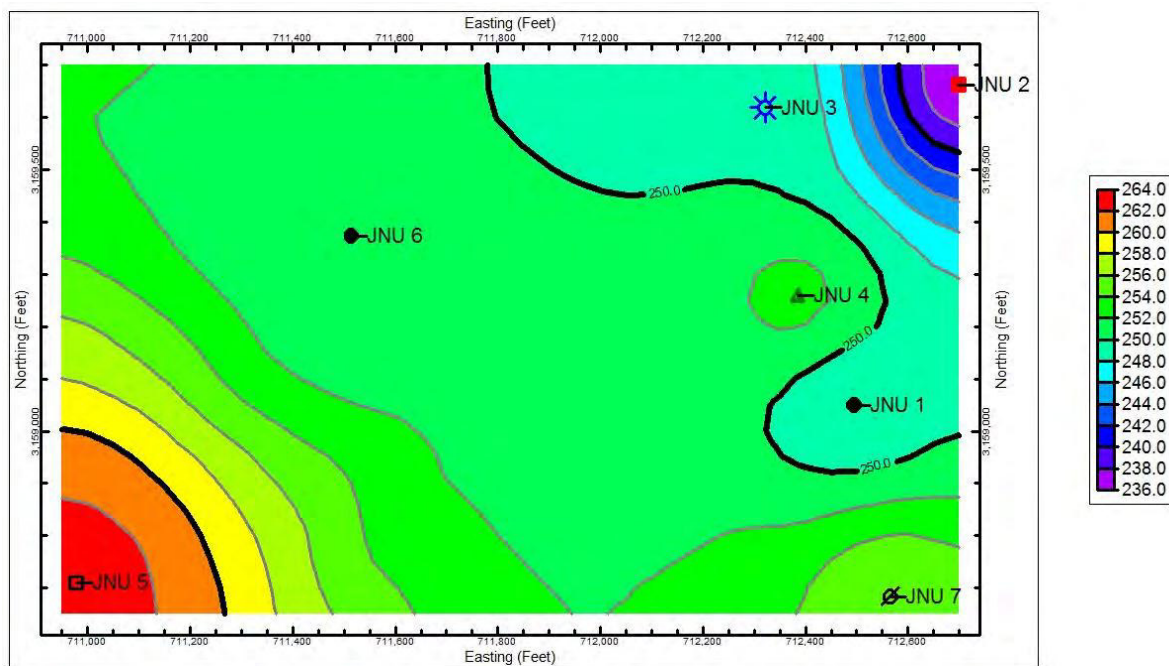 Easting (Feet)
711,000 711,200 711,400 711,600 711,800 712,000 712,200 712,400 712,600
JNU 2
JNU 3
3,159,500 3,159,500
250.0
JNU 6
JNU 4
Northing (Feet) Northing (Feet)
250.0
JNU 1
3,159,000 3,159,000
250.0
JNU 5
JNU 7
711,000 711,200 711,400 711,600 711,800 712,000 712,200 712,400 712,600
Easting (Feet)
264.0
262.0
260.0
258.0
256.0
254.0
252.0
250.0
248.0
246.0
244.0
242.0
240.0
238.0
236.0